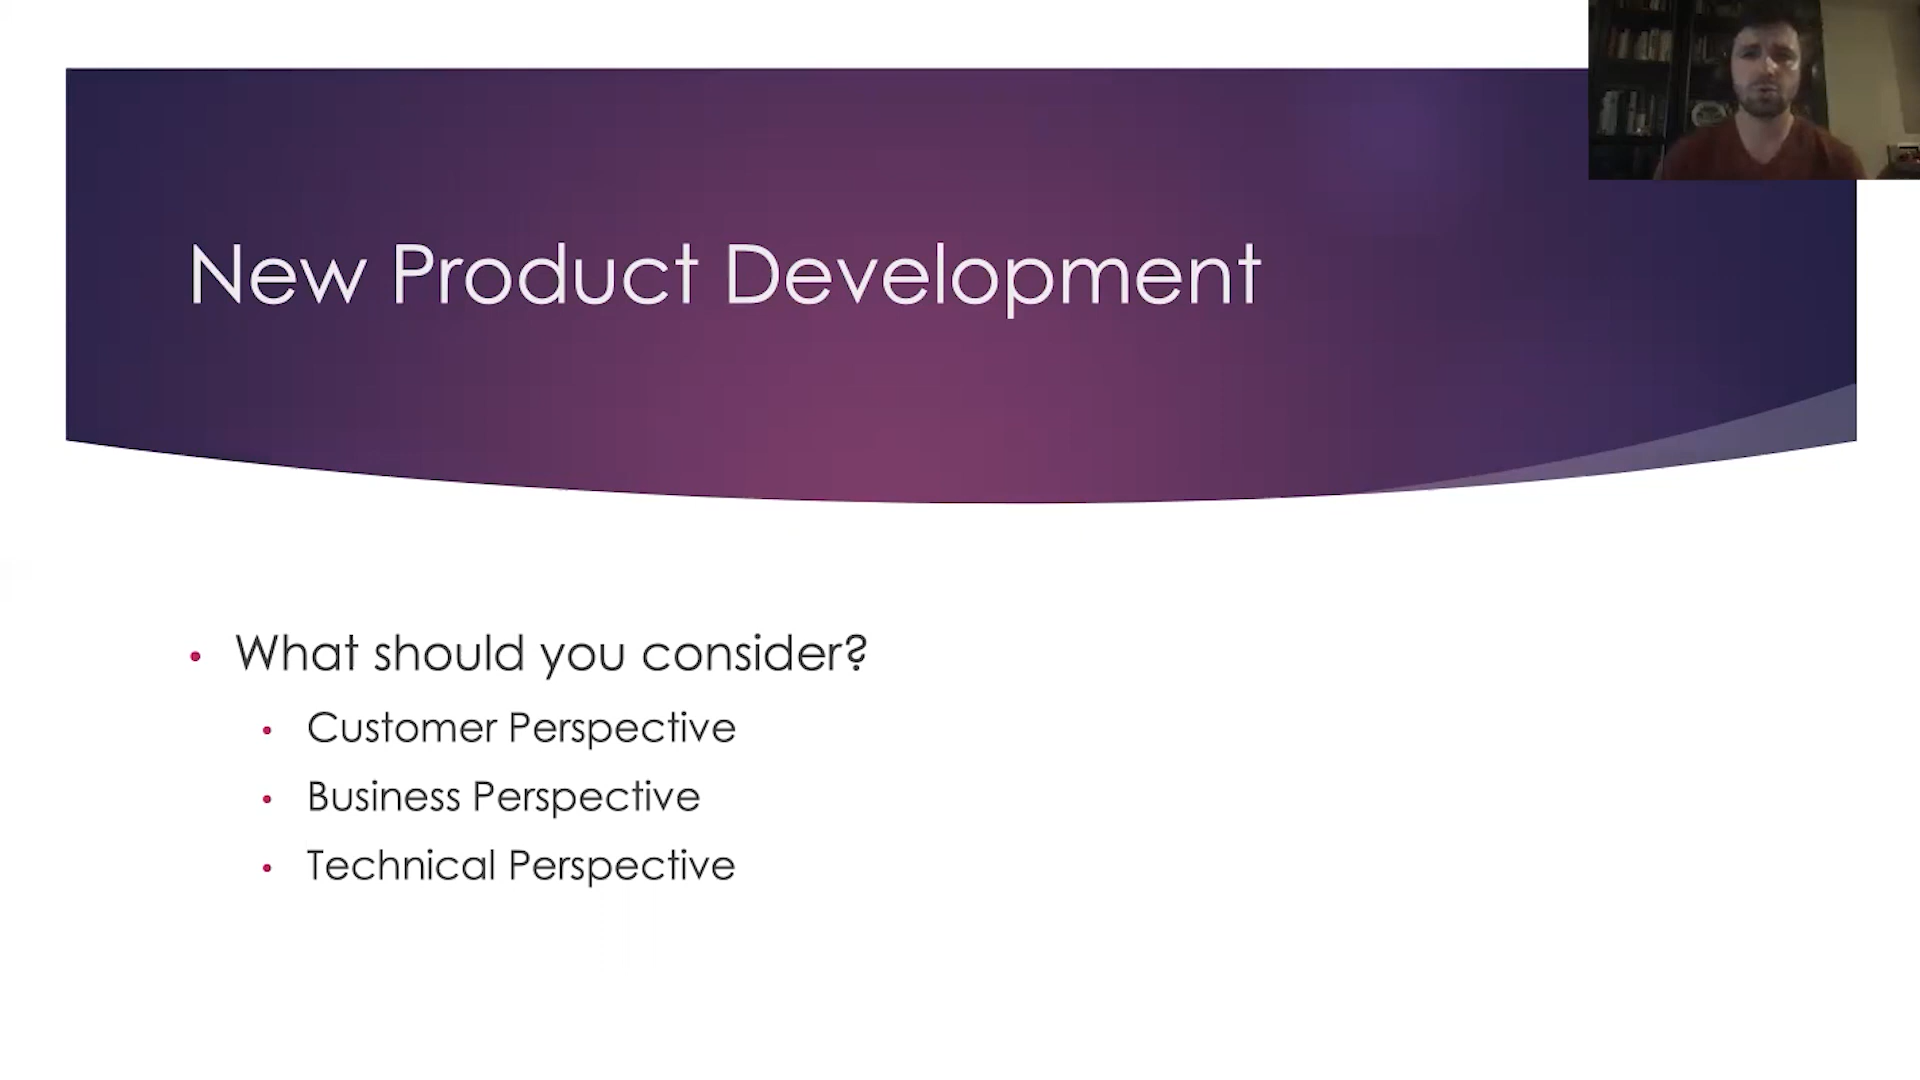 New Product Development
• What should you consider?
• Customer Perspective
• Business Perspective
• Technical Perspective